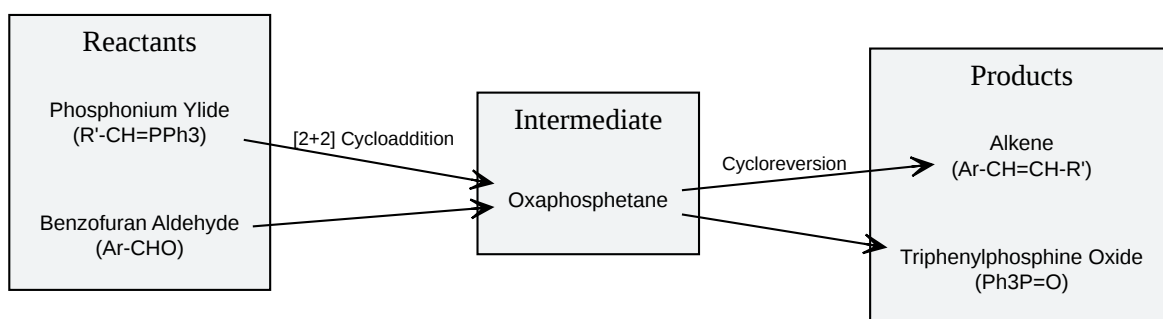 Reactants
Phosphonium Ylide
(R'-CH=PPh3)
Benzofuran Aldehyde
(Ar-CHO)
[2+2] Cycloaddition
Intermediate
Oxaphosphetane
Cycloreversion
Products
Alkene
(Ar-CH=CH-R')
Triphenylphosphine Oxide
(Ph3P=O)